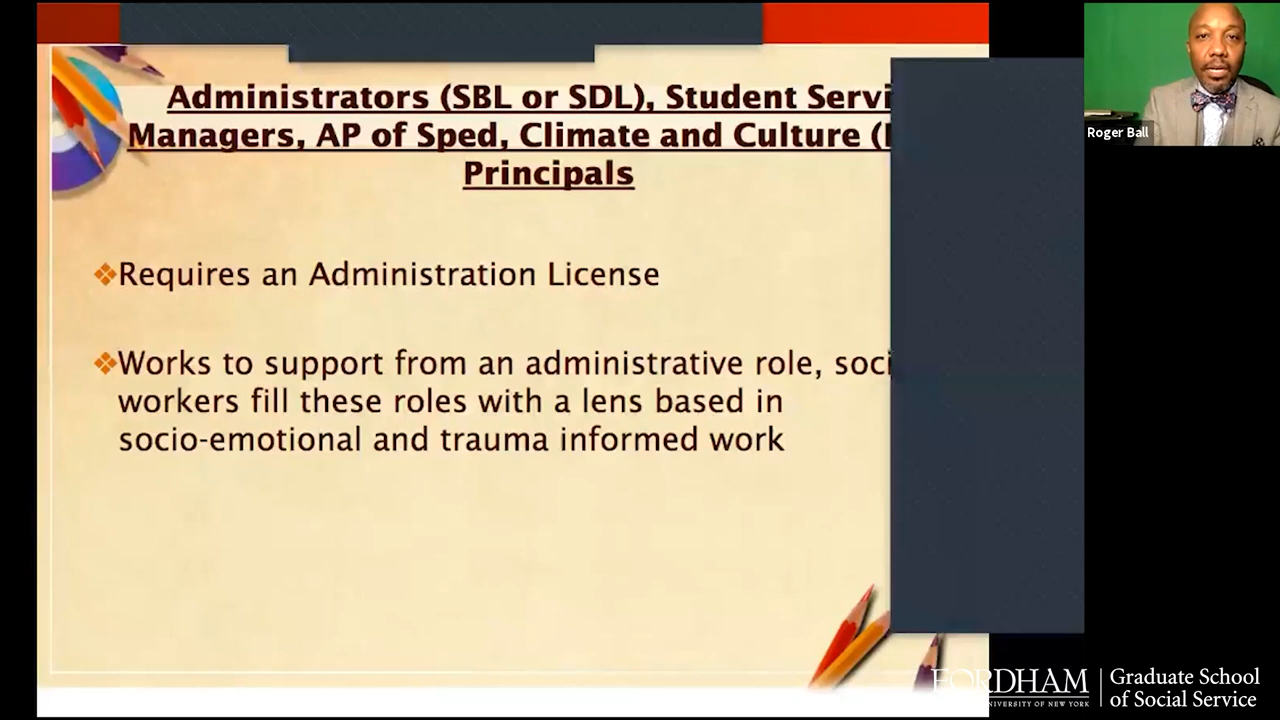 Administrators (SBL or SDL), Student Servi
Managers, AP of Sped, Climate and Culture (
Principals
Requires an Administration License
Works to support from an administrative role, soci
workers fill these roles with a lens based in
socio-emotional and trauma informed work
Roger Ball
FORDHAM
UNIVERSITY OF NEW YORK
Graduate School
of Social Service